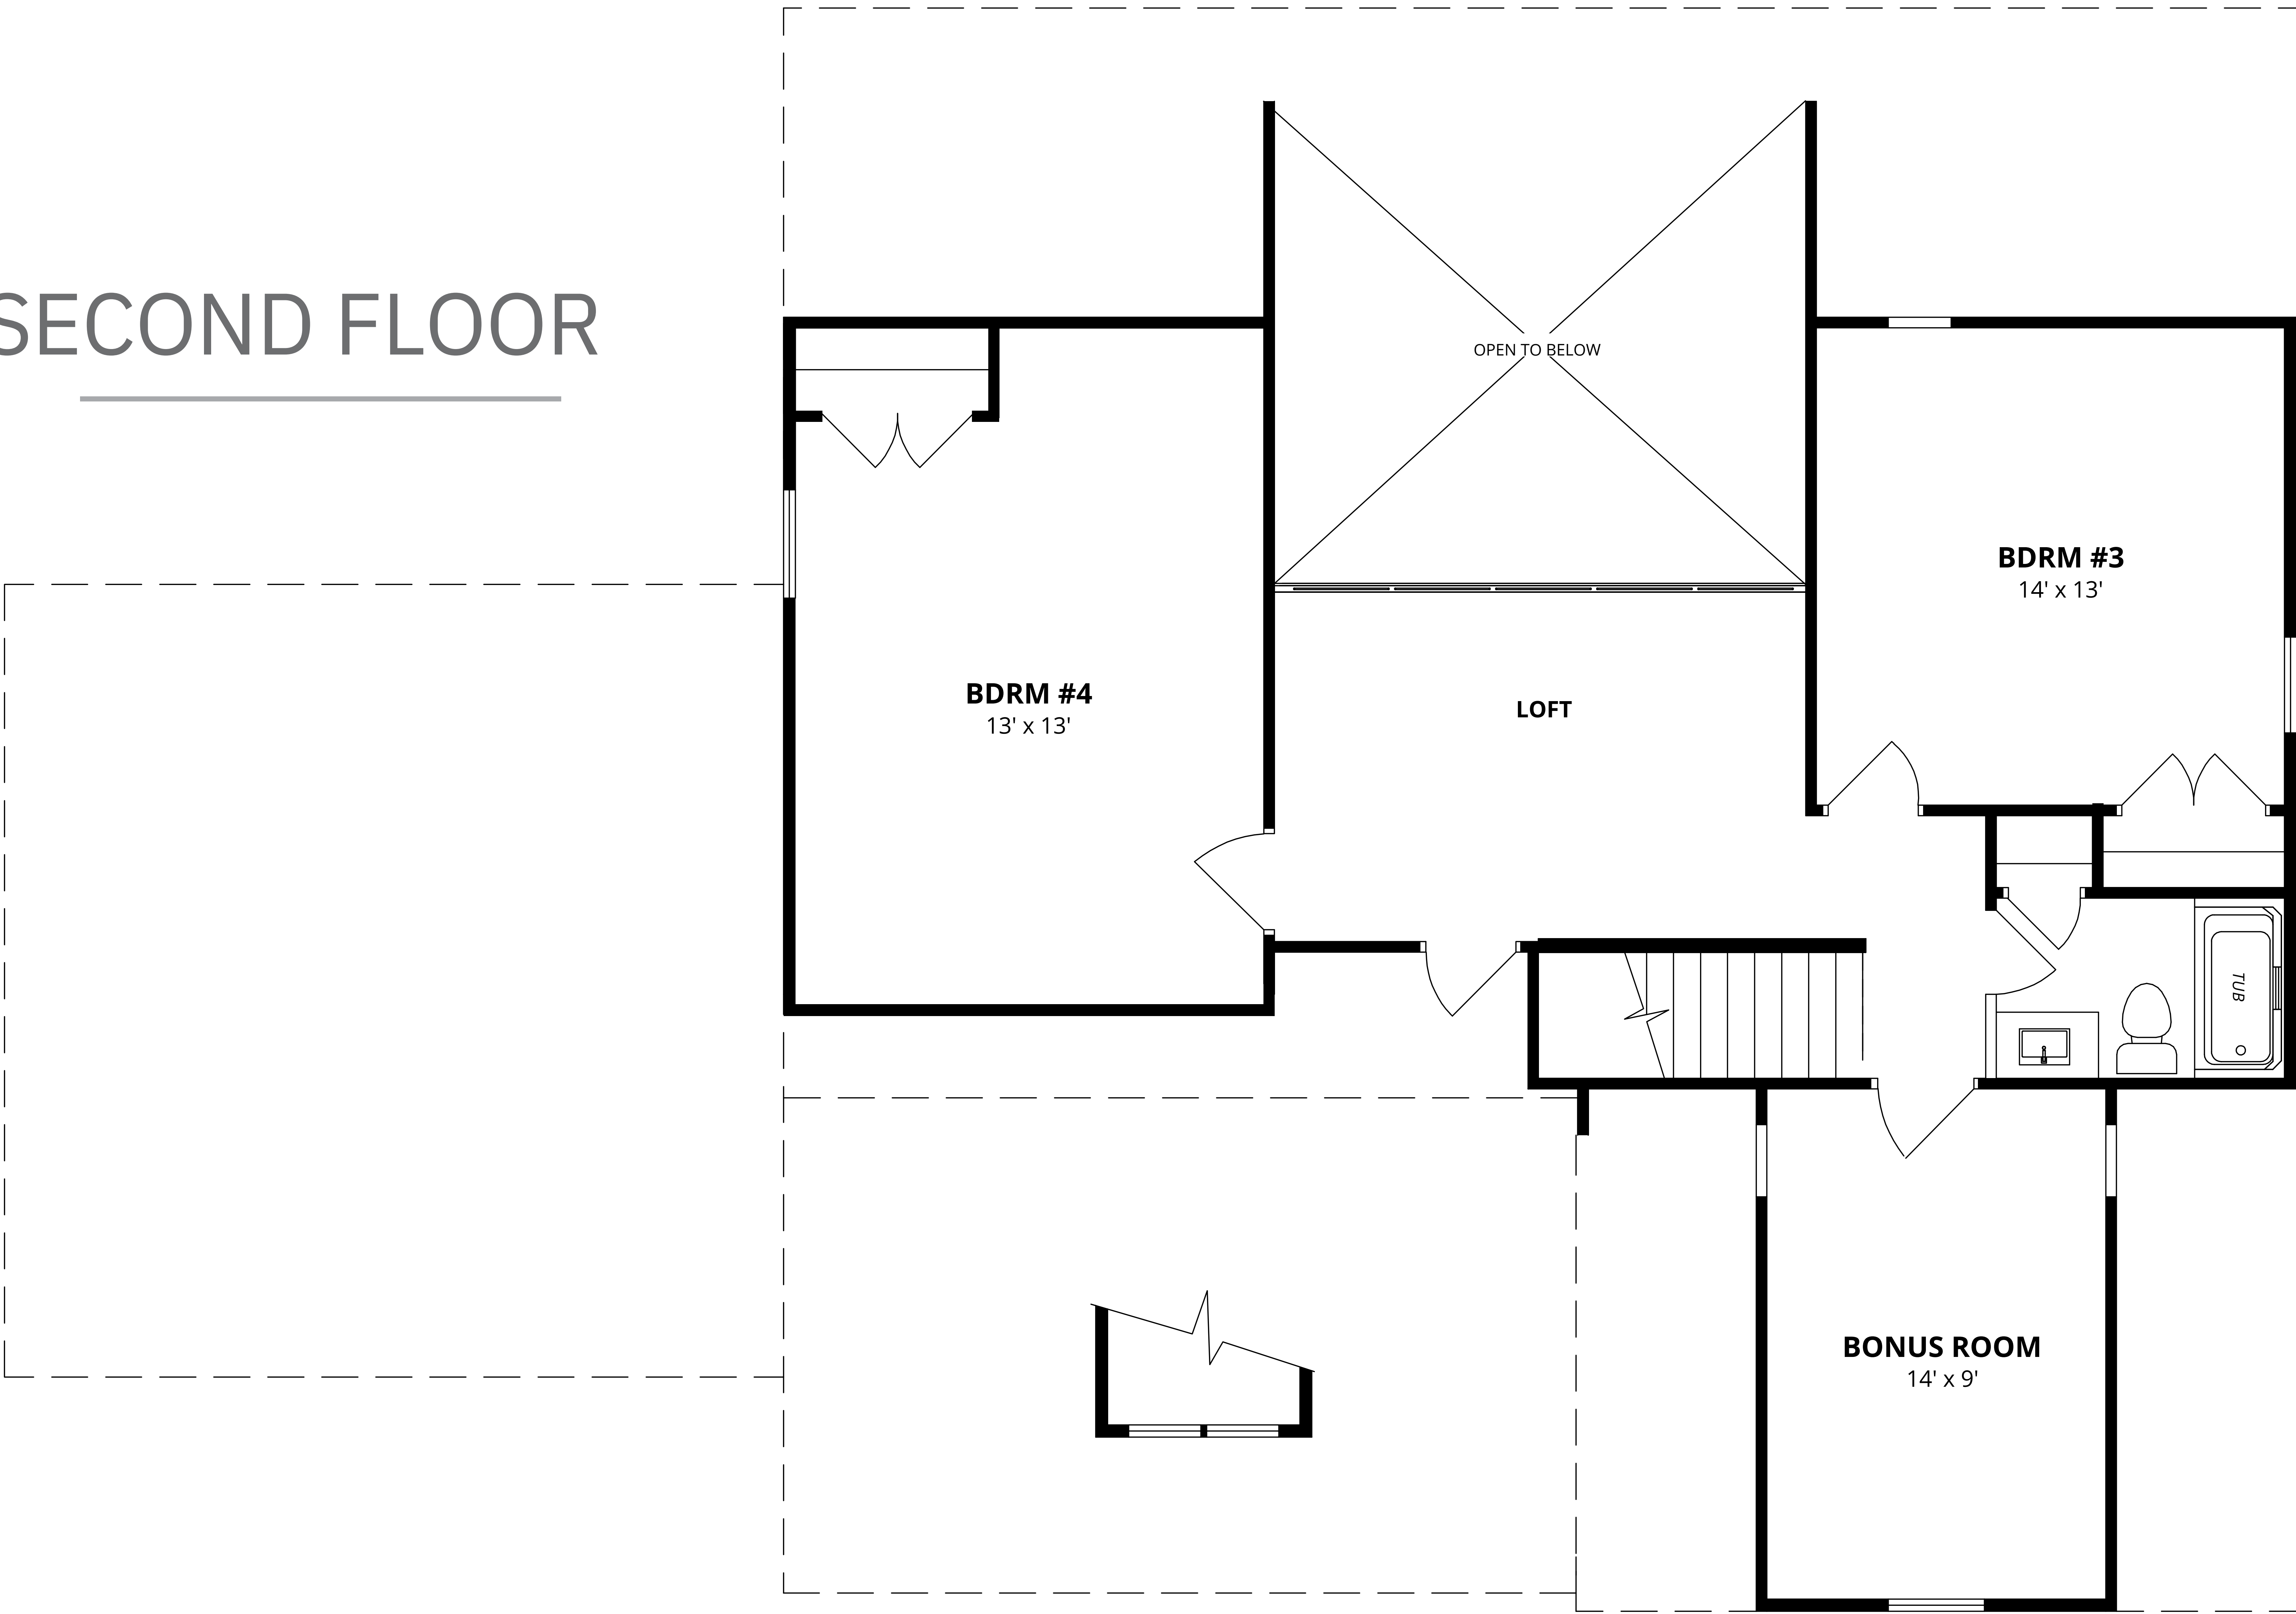 SECOND FLOOR
OPEN TO BELOW
BDRM #3
14' x 13'
BDRM #4
13' x 13'
LOFT
TUB
BONUS ROOM
14' x 9'